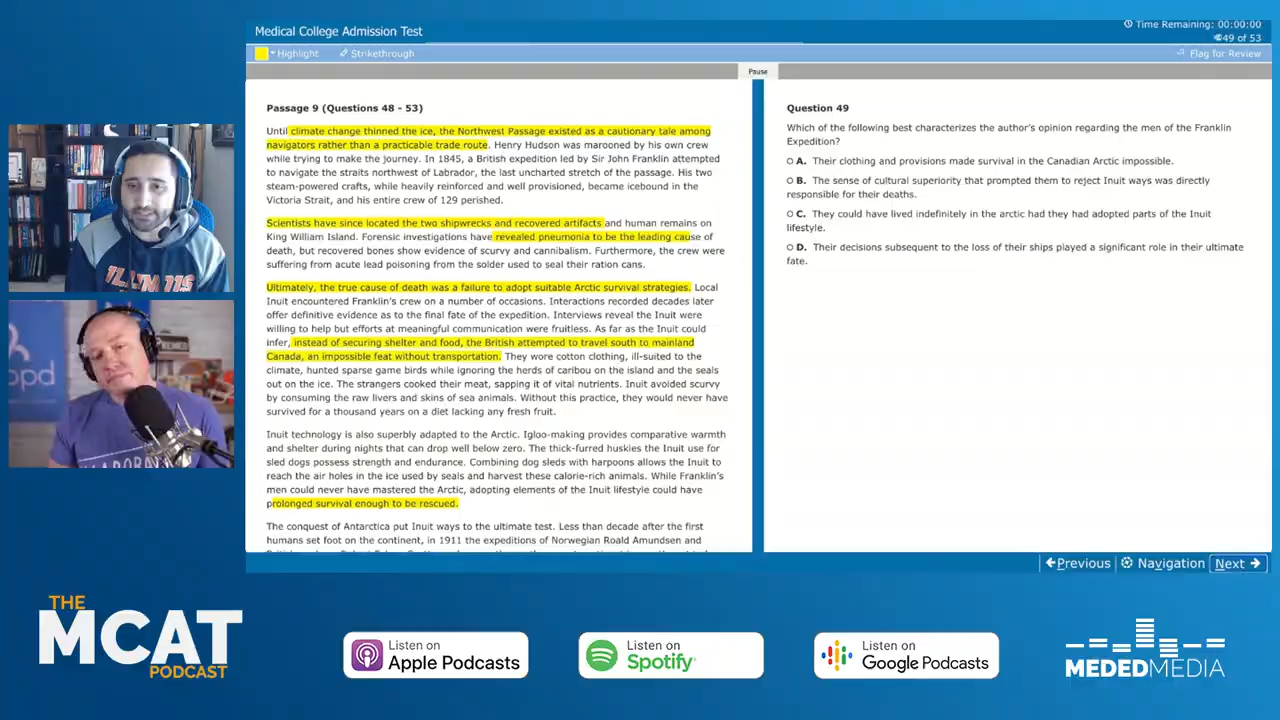 Medical College Admission Test
Time Remaining: 00:00:00
49 of 53
Highlight
Strikethrough
Flag for Review
Pause
Passage 9 (Questions 48 - 53)
Until climate change thinned the ice, the Northwest Passage existed as a cautionary tale among
navigators rather than a practicable trade route. Henry Hudson was marooned by his own crew
while trying to make the journey. In 1845, a British expedition led by Sir John Franklin attempted
to navigate the straits northwest of Labrador, the last uncharted stretch of the passage. His two
steam-powered crafts, while heavily reinforced and well provisioned, became icebound in the
Victoria Strait, and his entire crew of 129 perished.
Scientists have since located the two shipwrecks and recovered artifacts and human remains on
King William Island. Forensic investigations have revealed pneumonia to be the leading cause of
death, but recovered bones show evidence of scurvy and cannibalism. Furthermore, the crew were
suffering from acute lead poisoning from the solder used to seal their ration cans.
Ultimately, the true cause of death was a failure to adopt suitable Arctic survival strategies. Local
Inuit encountered Franklin's crew on a number of occasions. Interactions recorded decades later
offer definitive evidence as to the final fate of the expedition. Interviews reveal the Inuit were
willing to help but efforts at meaningful communication were fruitless. As far as the Inuit could
infer, instead of securing shelter and food, the British attempted to travel south to mainland
Canada, an impossible feat without transportation. They wore cotton clothing, ill-suited to the
climate, hunted sparse game birds while ignoring the herds of caribou on the island and the seals
out on the ice. The strangers cooked their meat, sapping it of vital nutrients. Inuit avoided scurvy
by consuming the raw livers and skins of sea animals. Without this practice, they would never have
survived for a thousand years on a diet lacking any fresh fruit.
Inuit technology is also superbly adapted to the Arctic. Igloo-making provides comparative warmth
and shelter during nights that can drop well below zero. The thick-furred huskies the Inuit use for
sled dogs possess strength and endurance. Combining dog sleds with harpoons allows the Inuit to
reach the air holes in the ice used by seals and harvest these calorie-rich animals. While Franklin's
men could never have mastered the Arctic, adopting elements of the Inuit lifestyle could have
prolonged survival enough to be rescued.
The conquest of Antarctica put Inuit ways to the ultimate test. Less than decade after the first
humans set foot on the continent, in 1911 the expeditions of Norwegian Roald Amundsen and
Question 49
Which of the following best characterizes the author's opinion regarding the men of the Franklin
Expedition?
A. Their clothing and provisions made survival in the Canadian Arctic impossible.
B. The sense of cultural superiority that prompted them to reject Inuit ways was directly
responsible for their deaths.
C. They could have lived indefinitely in the arctic had they adopted parts of the Inuit
lifestyle.
D. Their decisions subsequent to the loss of their ships played a significant role in their ultimate
fate.
Previous
Navigation
Next
ILLINOIS
THE
MCAT
PODCAST
Listen on
Apple Podcasts
Listen on
Spotify
Listen on
Google Podcasts
MEDEDMEDIA